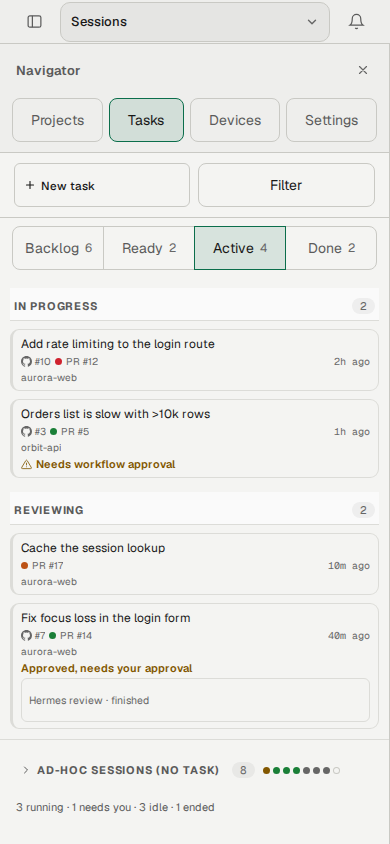 Sessions
Navigator
Projects
Tasks
Devices
Settings
+ New task
Filter
Backlog 6
Ready 2
Active 4
Done 2
IN PROGRESS 2
Add rate limiting to the login route
#10 PR #12 2h ago
aurora-web
Orders list is slow with >10k rows
#3 PR #5 1h ago
orbit-api
Needs workflow approval
REVIEWING 2
Cache the session lookup
PR #17 10m ago
aurora-web
Fix focus loss in the login form
#7 PR #14 40m ago
aurora-web
Approved, needs your approval
Hermes review · finished
AD-HOC SESSIONS (NO TASK) 8
3 running · 1 needs you · 3 idle · 1 ended